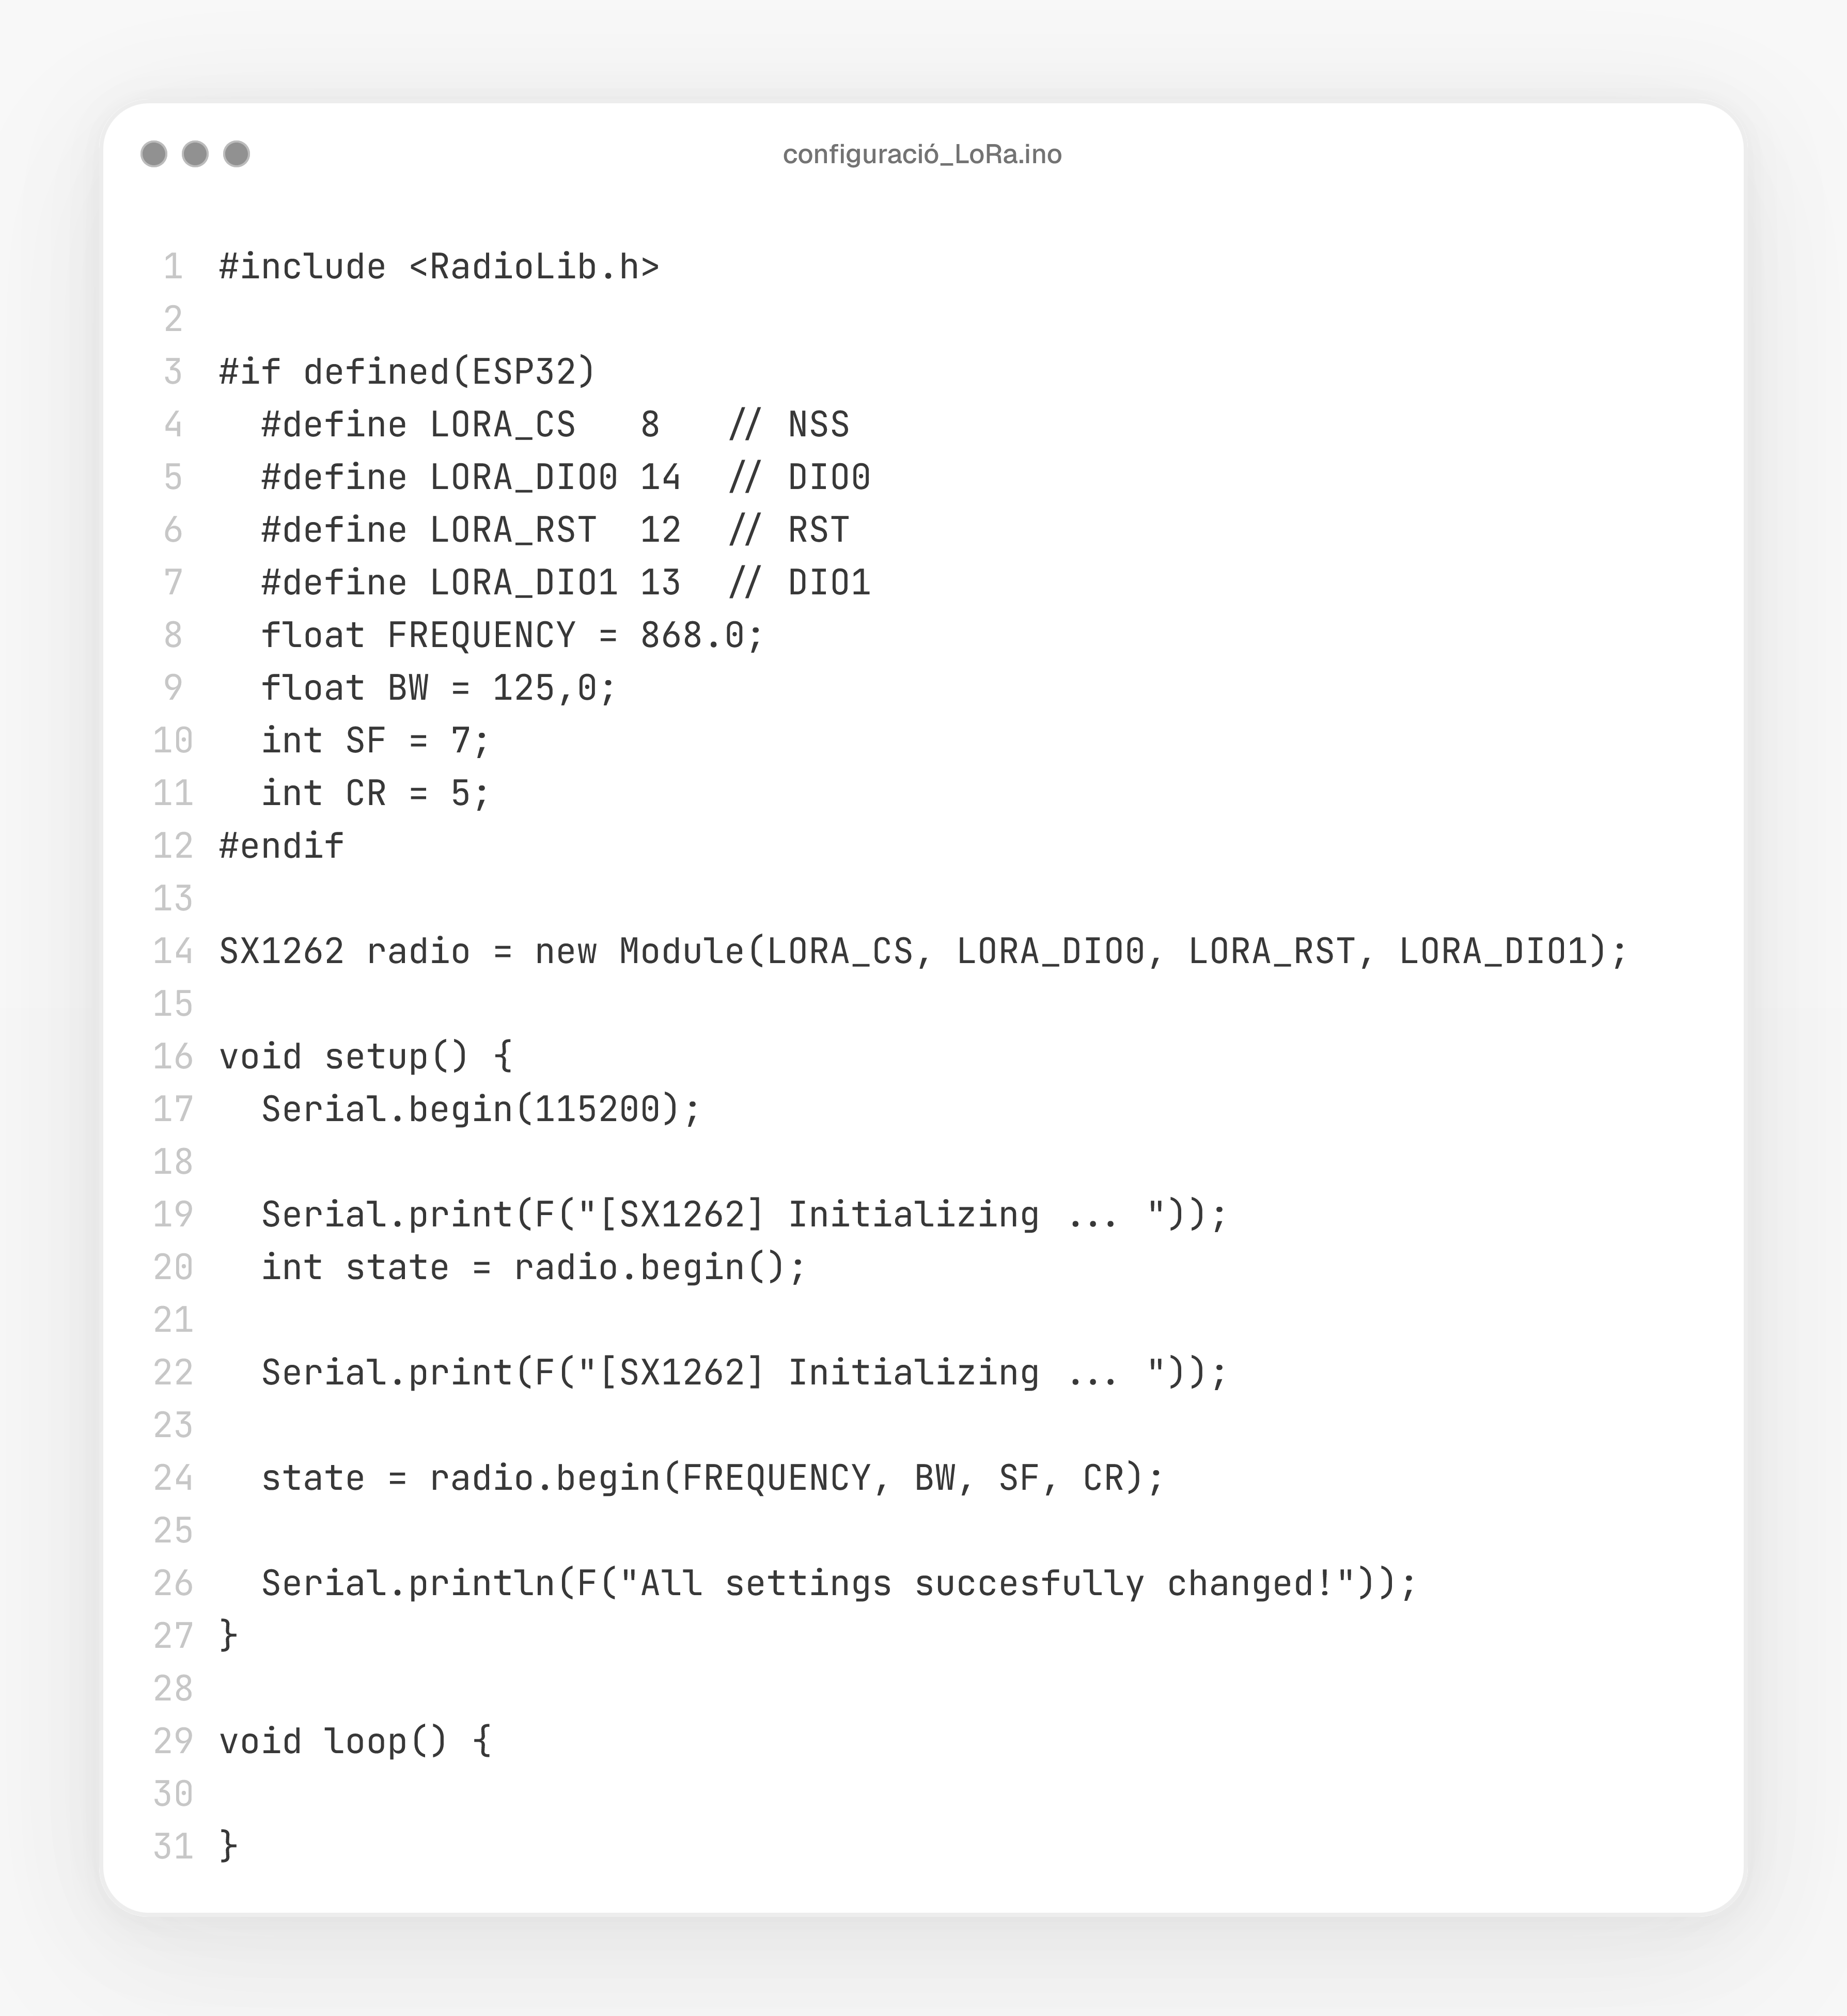 configuració_LoRa.ino
1 #include <RadioLib.h>
2
3 #if defined(ESP32)
4   #define LORA_CS   8   // NSS
5   #define LORA_DIO0 14  // DIO0
6   #define LORA_RST  12  // RST
7   #define LORA_DIO1 13  // DIO1
8   float FREQUENCY = 868.0;
9   float BW = 125,0;
10   int SF = 7;
11   int CR = 5;
12 #endif
13
14 SX1262 radio = new Module(LORA_CS, LORA_DIO0, LORA_RST, LORA_DIO1);
15
16 void setup() {
17   Serial.begin(115200);
18
19   Serial.print(F("[SX1262] Initializing ... "));
20   int state = radio.begin();
21
22   Serial.print(F("[SX1262] Initializing ... "));
23
24   state = radio.begin(FREQUENCY, BW, SF, CR);
25
26   Serial.println(F("All settings succesfully changed!"));
27 }
28
29 void loop() {
30
31 }